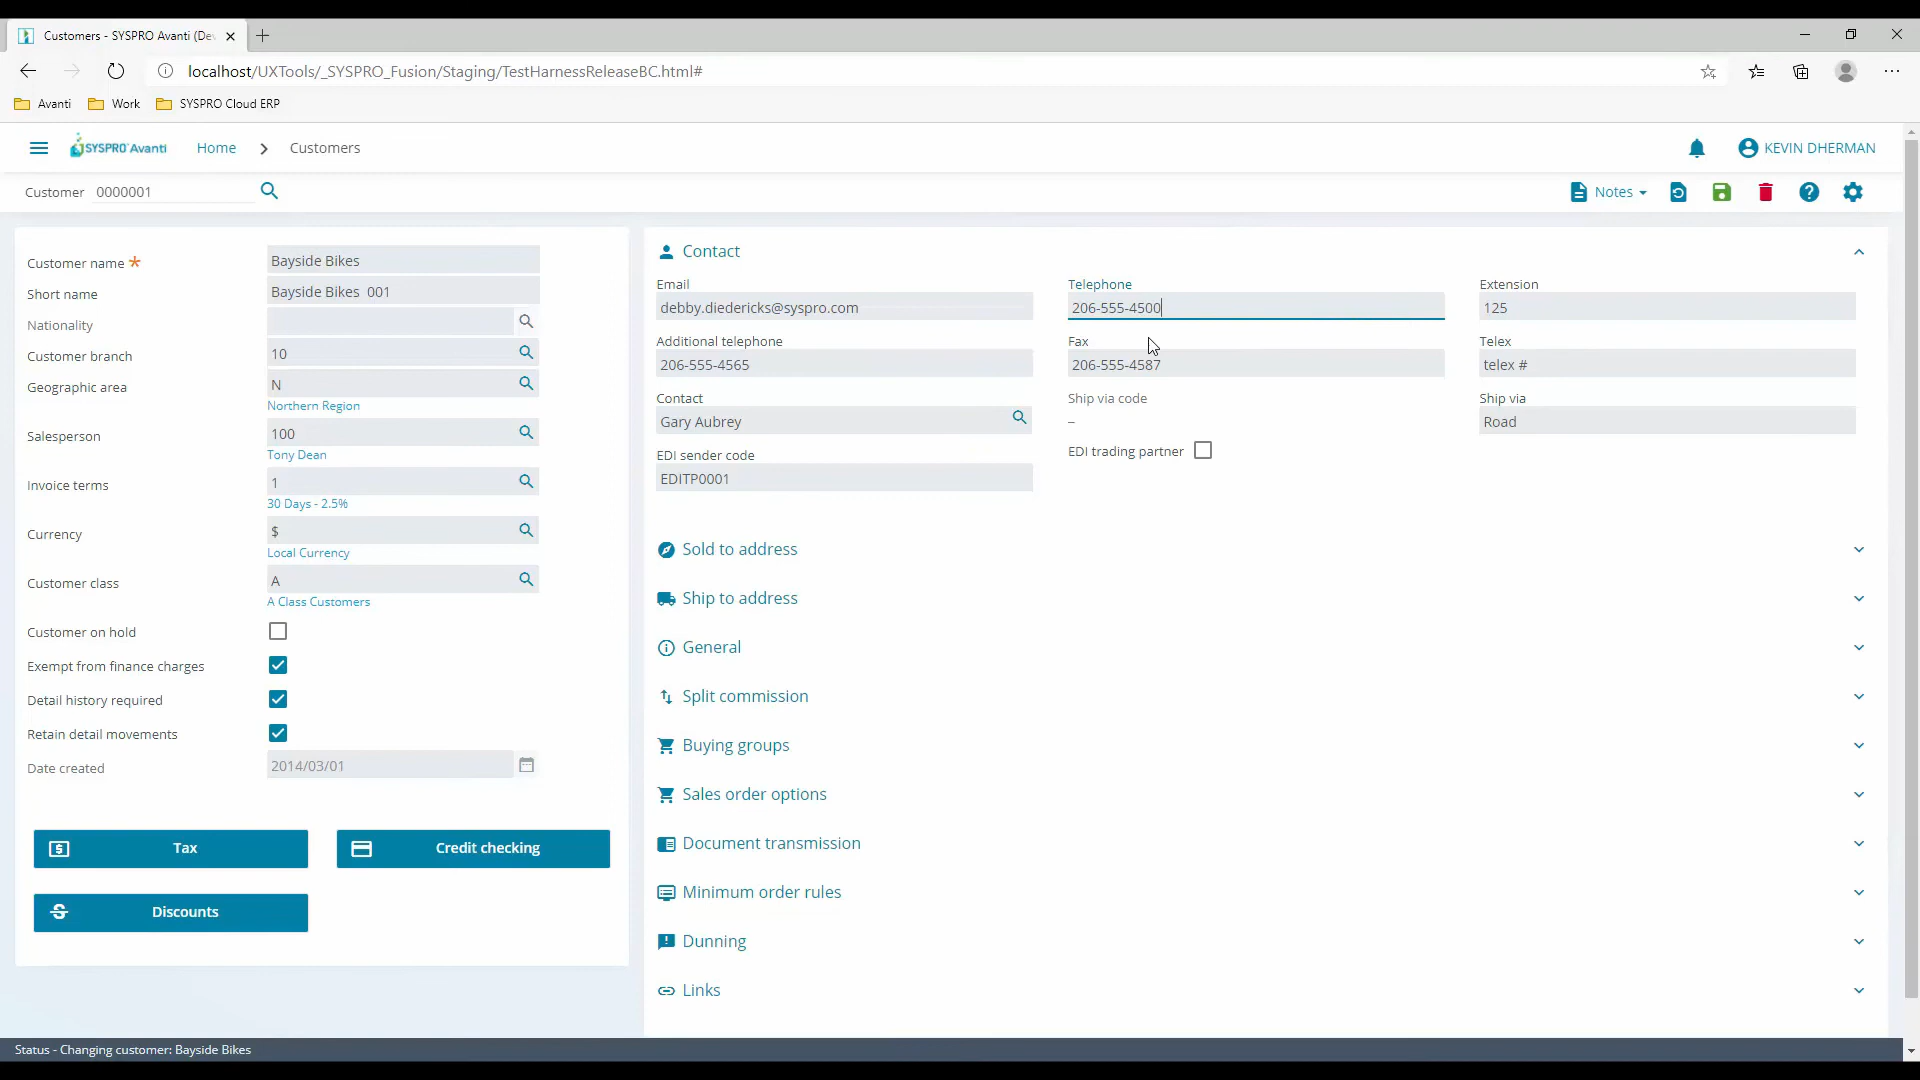 Customers - SYSPRO Avanti (De
localhost/UXTools/_SYSPRO_Fusion/Staging/TestHarnessReleaseBC.html#
Avanti Work SYSPRO Cloud ERP
SYSPRO Avanti Home Customers KEVIN DHERMAN
Customer 0000001 Notes
Customer name * Bayside Bikes
Short name Bayside Bikes 001
Nationality
Customer branch 10
Geographic area N
Northern Region
Salesperson 100
Tony Dean
Invoice terms 1
30 Days - 2.5%
Currency $
Local Currency
Customer class A
A Class Customers
Customer on hold
Exempt from finance charges
Detail history required
Retain detail movements
Date created 2014/03/01
Tax Credit checking
Discounts
Contact
Email Telephone Extension
debby.diedericks@syspro.com 206-555-4500 125
Additional telephone Fax Telex
206-555-4565 206-555-4587 telex #
Contact Ship via code Ship via
Gary Aubrey – Road
EDI sender code EDI trading partner
EDITP0001
Sold to address
Ship to address
General
Split commission
Buying groups
Sales order options
Document transmission
Minimum order rules
Dunning
Links
Status - Changing customer: Bayside Bikes